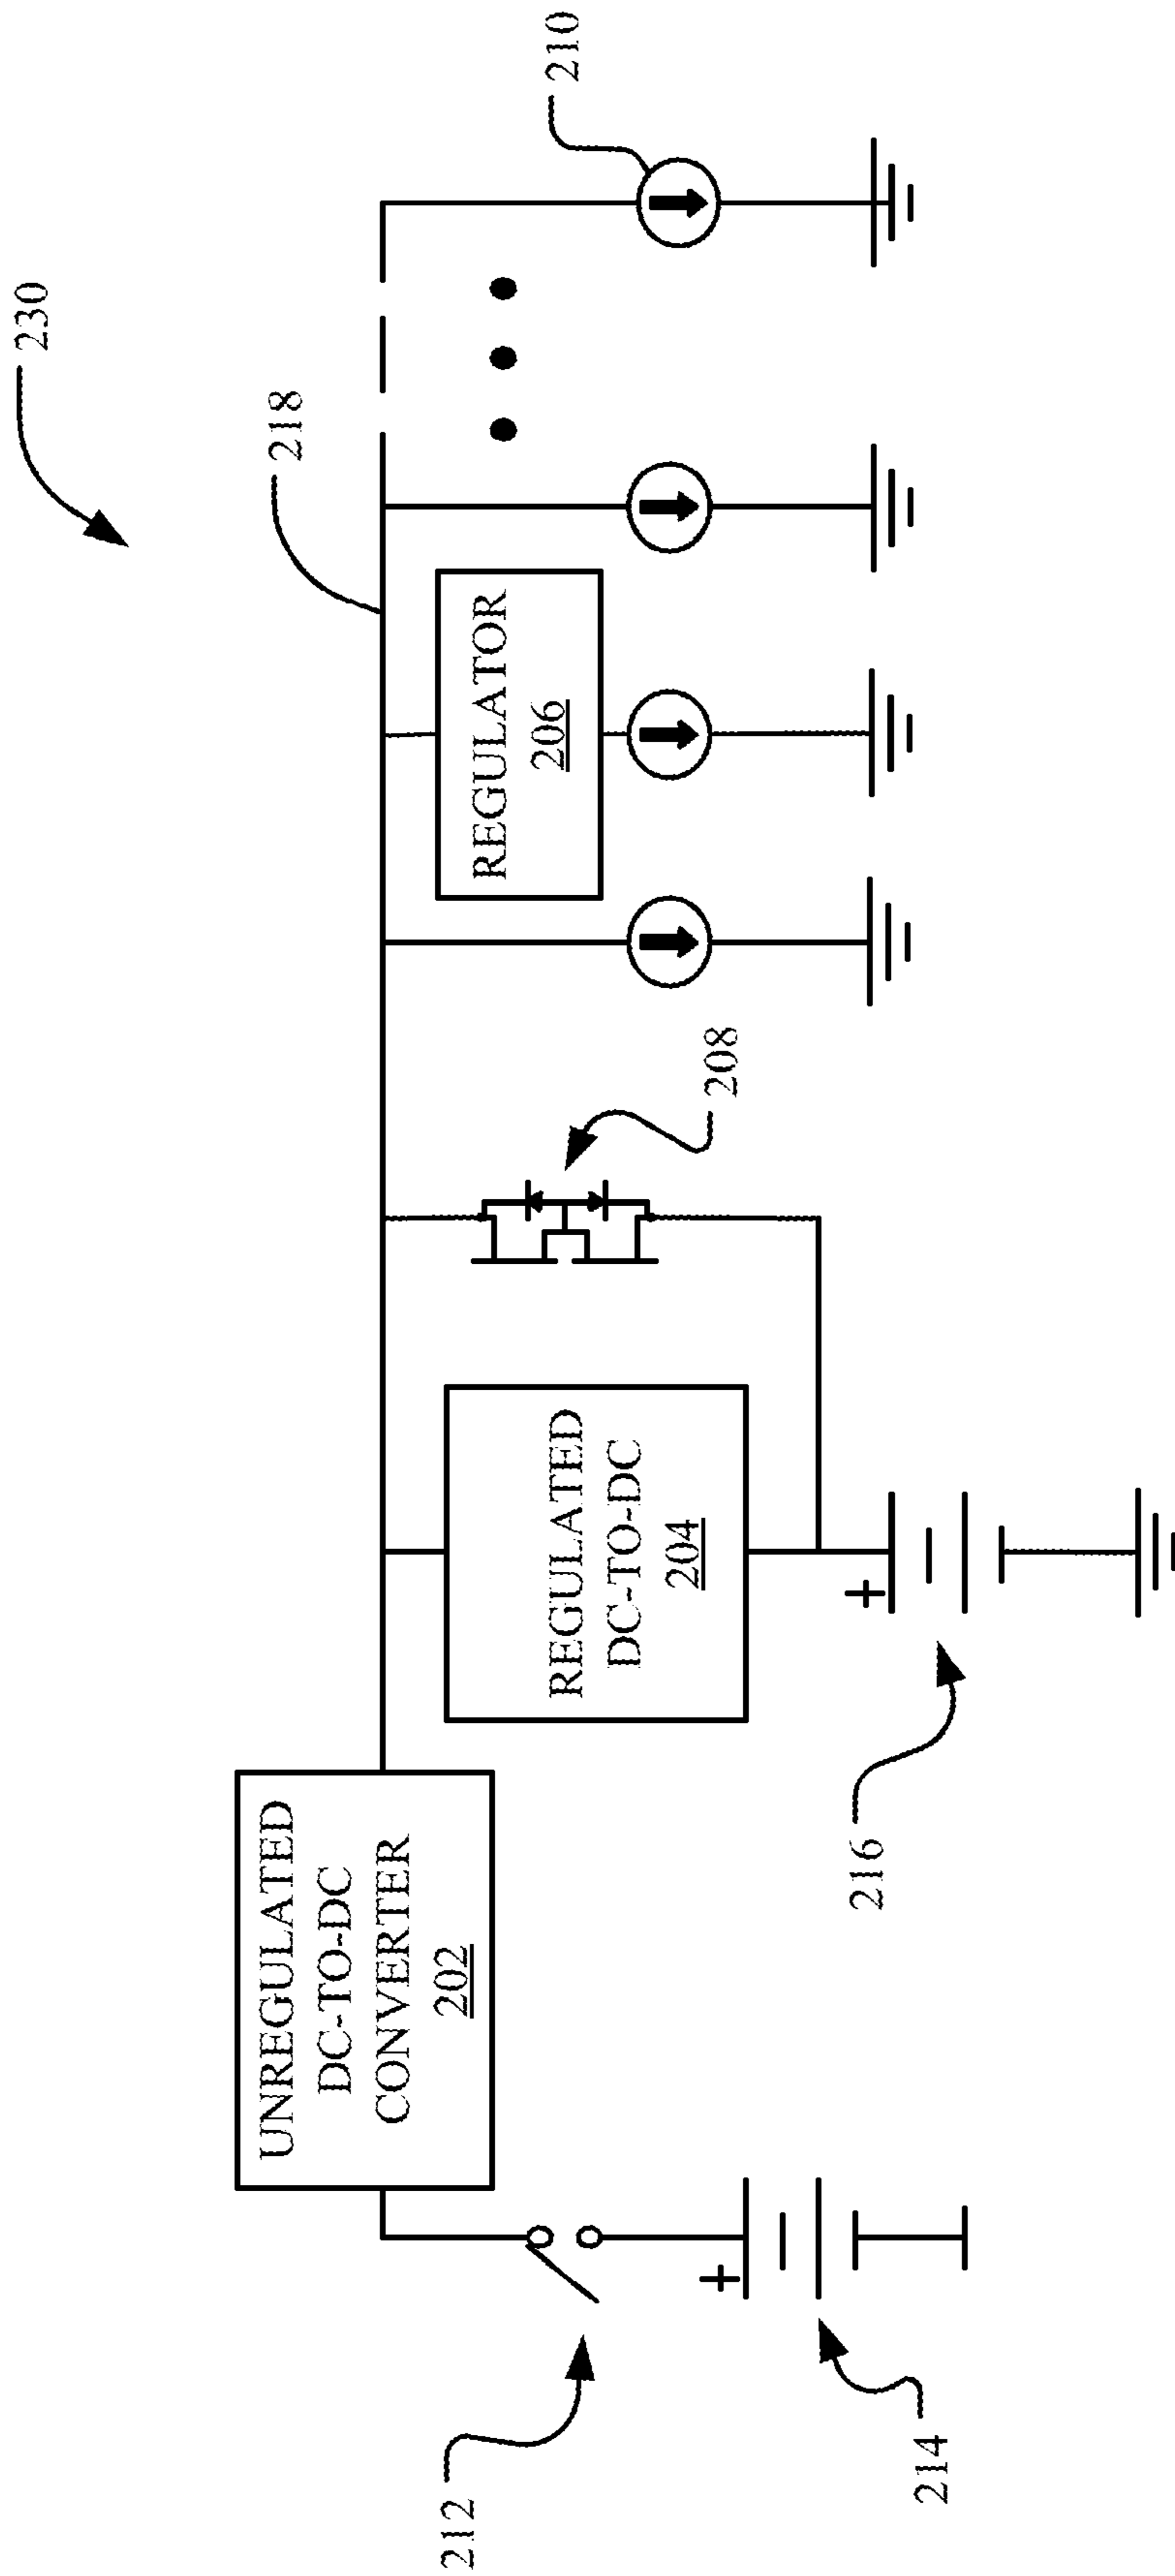 230
UNREGULATED
DC-TO-DC
CONVERTER
202
218
210
REGULATED
DC-TO-DC
204
REGULATOR
206
208
212
214
+
216
+